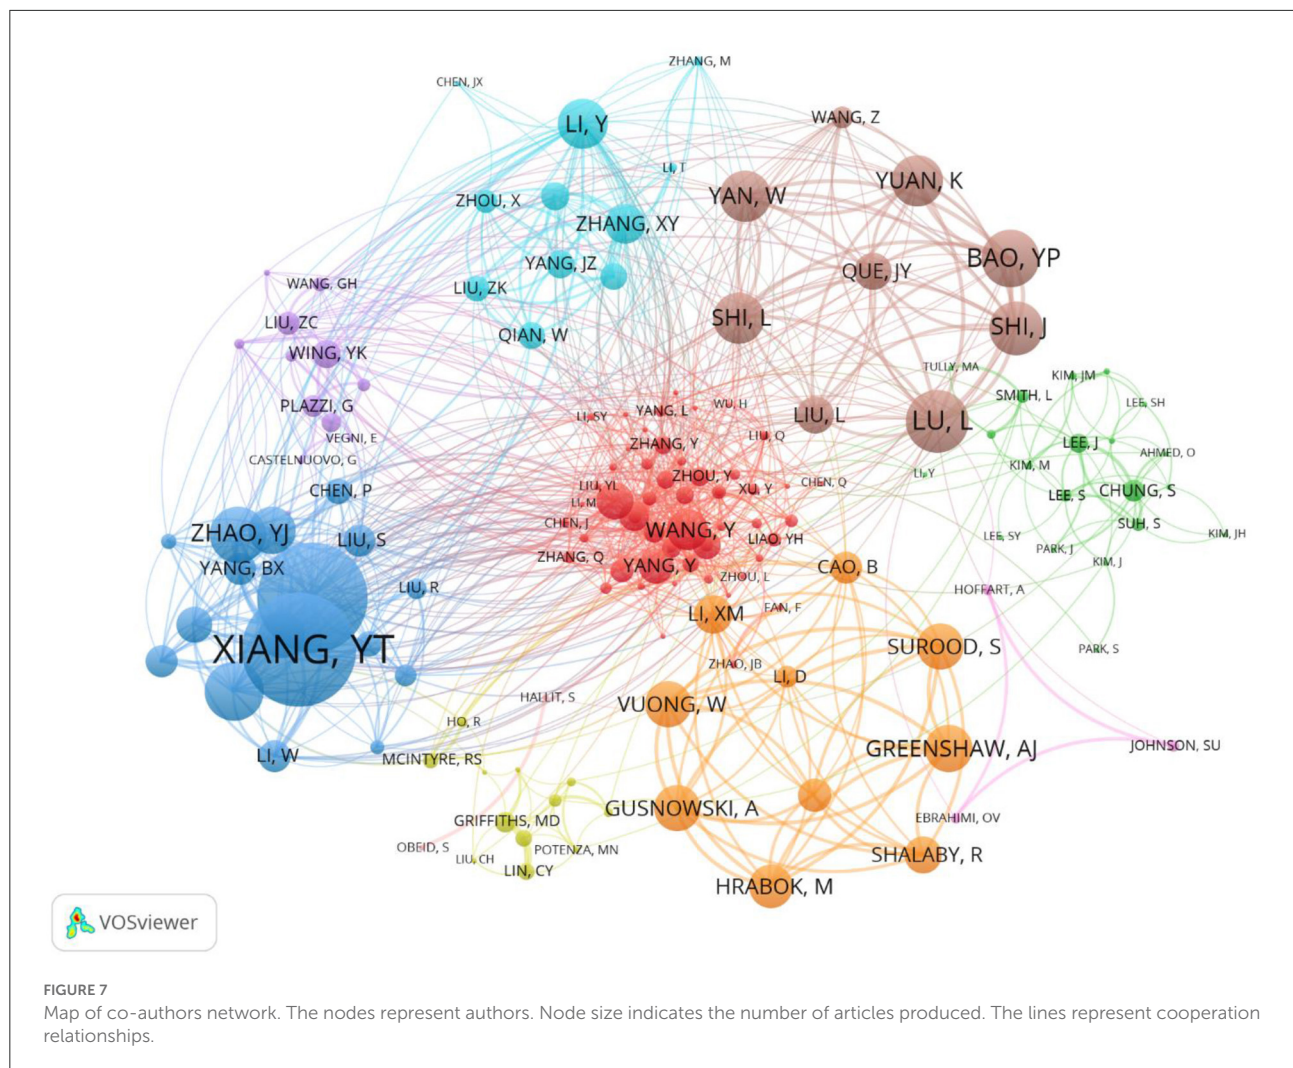 ZHANG, M
CHEN, JX
WANG, Z
LI, Y
LI, T
YUAN, K
YAN, W
ZHOU, X
ZHANG, XY
BAO, YP
YANG, JZ
QUE, JY
WANG, GH
LIU, ZK
LIU, ZC
SHI, L
SHI, J
QIAN, W
WING, YK
TULLY, MA
KIM, JM
SMITH, L
LEE, SH
PLAZZI, G
LI, SY
YANG, L
WU, H
LIU, L
LU, L
VEGNI, E
ZHANG, Y
LIU, Q
LEE, J
AHMED, O
CASTELNUOVO, G
KIM, M
ZHOU, Y
LI, Y
CHEN, P
LIU, YL
XU, Y
CHEN, Q
LEE, S
CHUNG, S
LI, M
CHEN, J
SUH, S
ZHAO, YJ
LIU, S
WANG, Y
LIAO, YH
LEE, SY
KIM, JH
PARK, J
ZHANG, Q
YANG, BX
YANG, Y
CAO, B
KIM, J
ZHOU, L
LIU, R
HOFFART, A
FAN, F
LI, XM
XIANG, YT
SUROOD, S
PARK, S
ZHAO, JB
LI, D
HALLIT, S
VUONG, W
HO, R
GREENSHAW, AJ
JOHNSON, SU
LI, W
MCINTYRE, RS
GUSNOWSKI, A
EBRAHIMI, OV
GRIFFITHS, MD
OBEID, S
POTENZA, MN
SHALABY, R
LIU, CH
LIN, CY
HRABOK, M
VOSviewer
FIGURE 7
Map of co-authors network. The nodes represent authors. Node size indicates the number of articles produced. The lines represent cooperation
relationships.